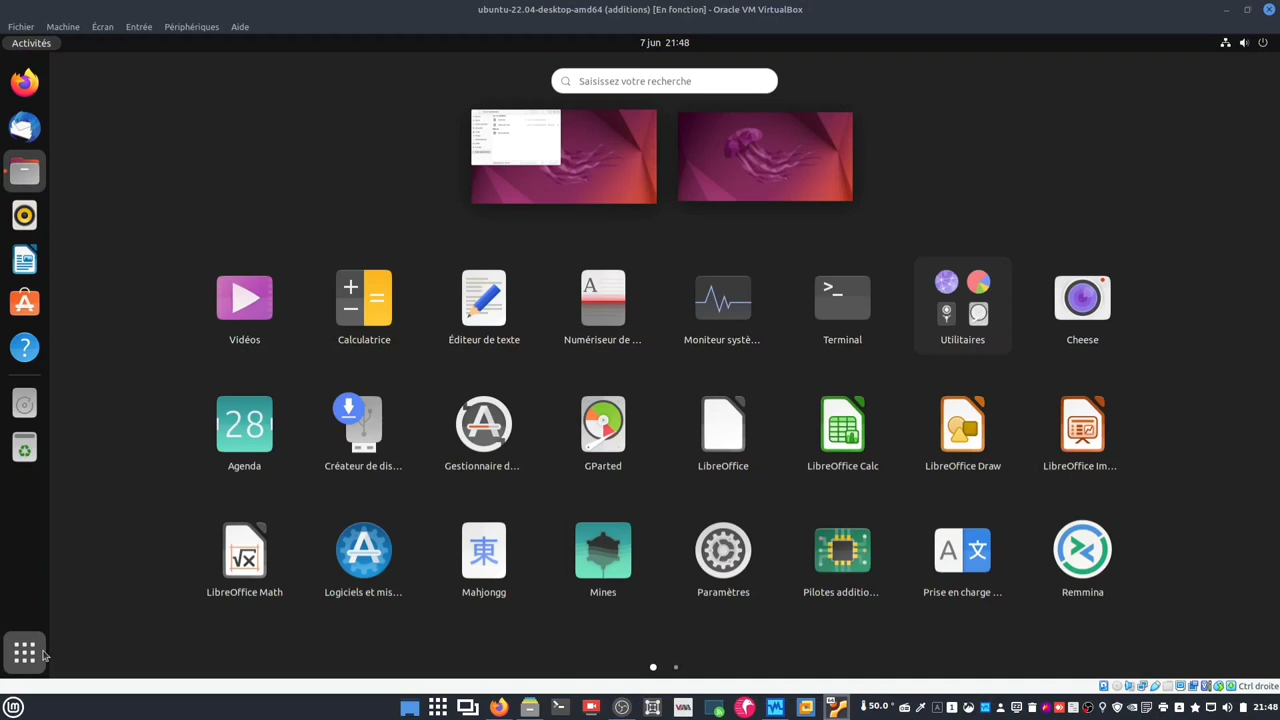 ubuntu-22.04-desktop-amd64 (additions) [En fonction] - Oracle VM VirtualBox
Fichier Machine Écran Entrée Périphériques Aide
Activités 7 jun 21:48
Saisissez votre recherche
Vidéos Calculatrice Éditeur de texte Numériseur de ... Moniteur systè... Terminal Utilitaires Cheese
28
Agenda Créateur de dis... Gestionnaire d... GParted LibreOffice LibreOffice Calc LibreOffice Draw LibreOffice Im...
LibreOffice Math Logiciels et mis... Mahjongg Mines Paramètres Pilotes additio... Prise en charge ... Remmina
Ctrl droite
50.0° 21:48